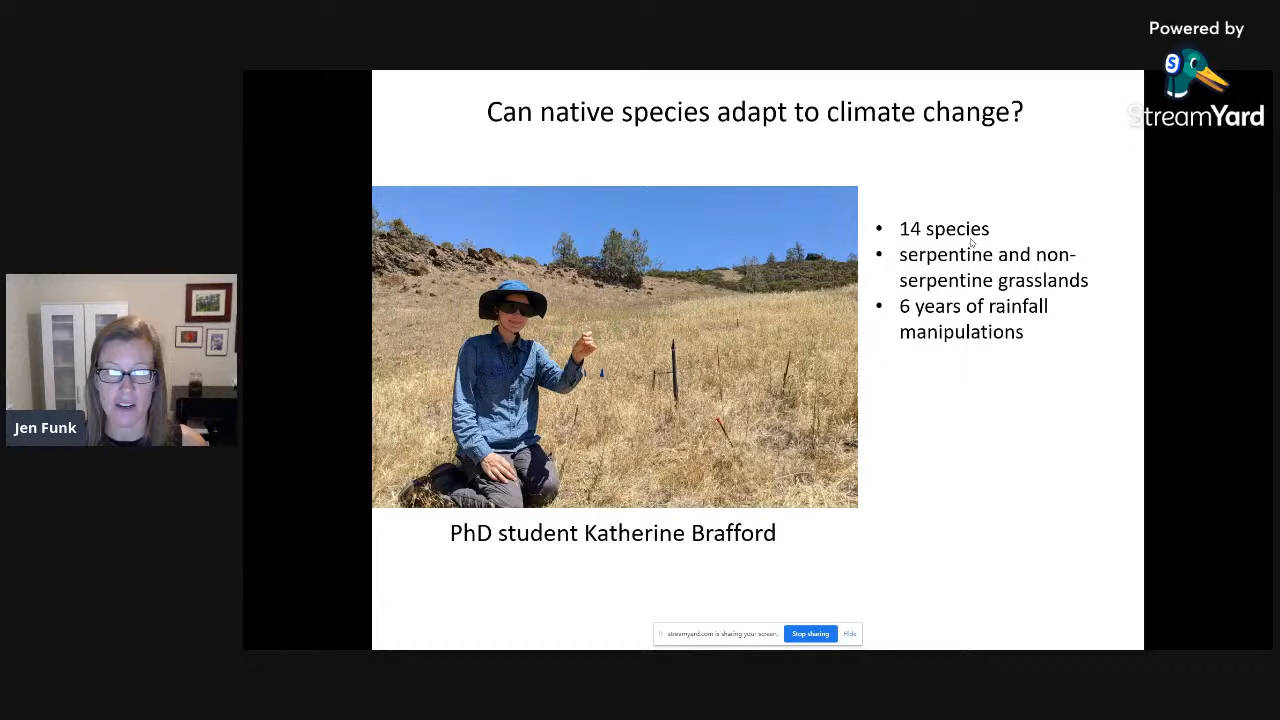 Powered by
StreamYard
Can native species adapt to climate change?
• 14 species
• serpentine and non-
serpentine grasslands
• 6 years of rainfall
manipulations
Jen Funk
PhD student Katherine Brafford
streamyard.com is sharing your screen.
Stop sharing
Hide